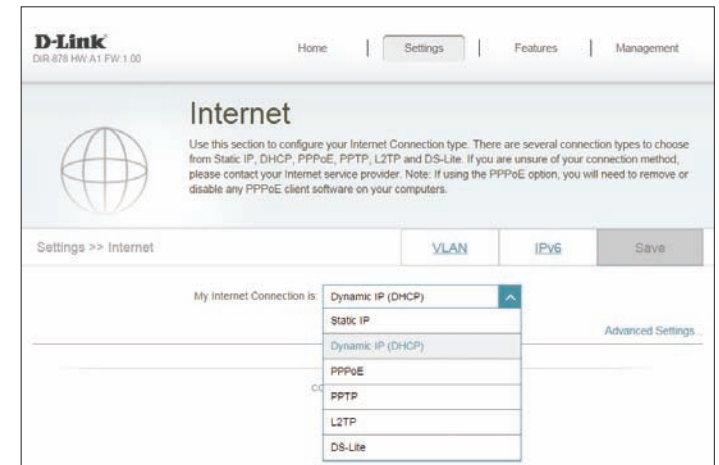 D-Link
DIR-878 HW:A1 FW:1.00
Home | Settings | Features | Management
Internet
Use this section to configure your Internet Connection type. There are several connection types to choose
from Static IP, DHCP, PPPoE, PPTP, L2TP and DS-Lite. If you are unsure of your connection method,
please contact your Internet service provider. Note: If using the PPPoE option, you will need to remove or
disable any PPPoE client software on your computers.
Settings >> Internet
VLAN
IPv6
Save
My Internet Connection is: Dynamic IP (DHCP)
Static IP
Advanced Settings...
Dynamic IP (DHCP)
PPPoE
PPTP
L2TP
DS-Lite